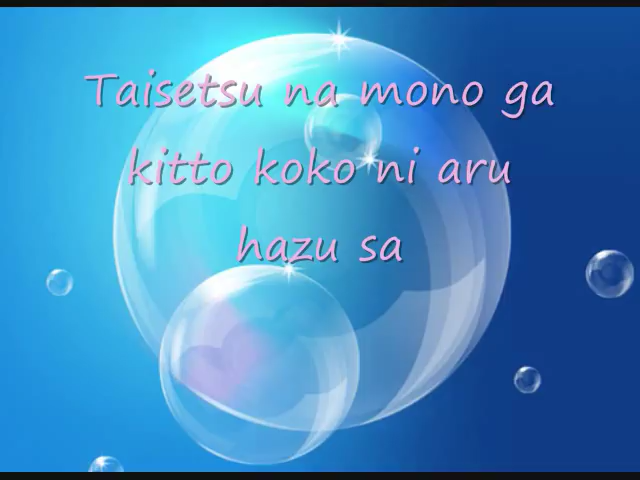 Taisetsu na mono ga
kitto koko ni aru
hazu sa